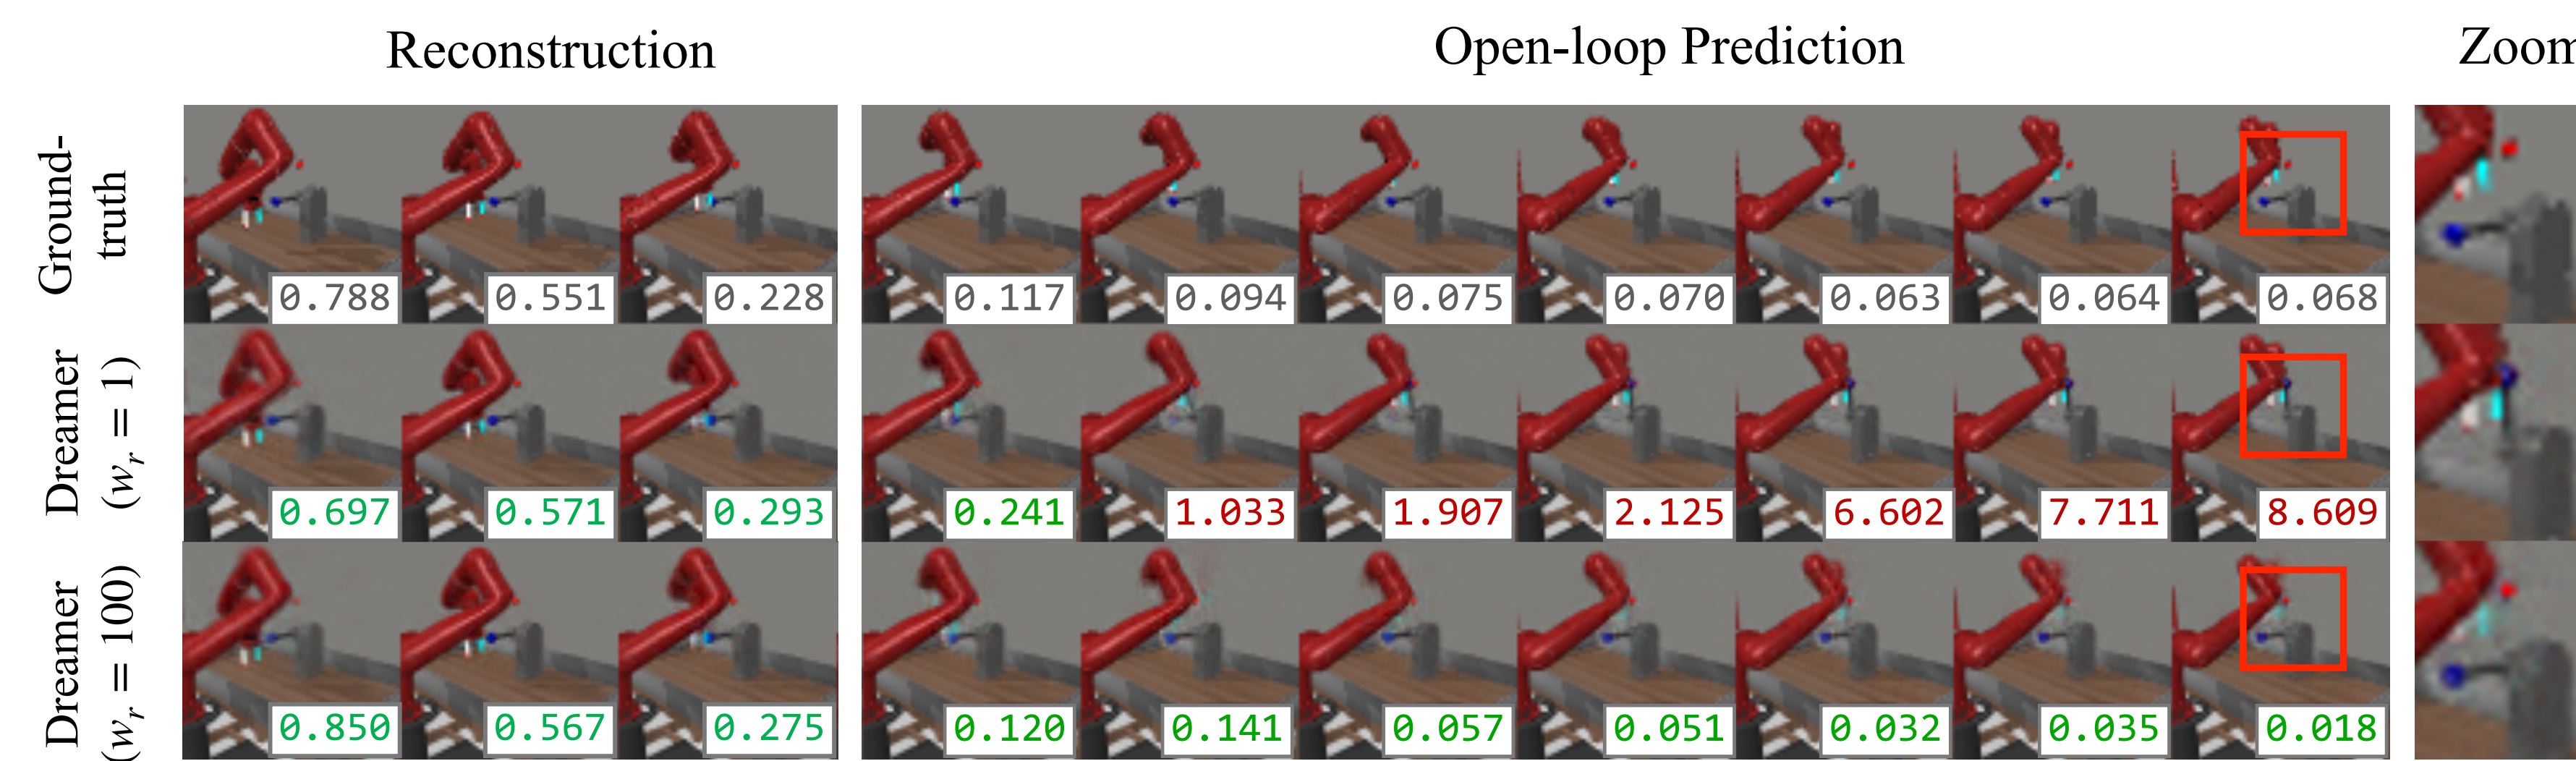 Reconstruction
Open-loop Prediction
Ground-
truth
0.788 0.551 0.228 0.117 0.094 0.075 0.070 0.063 0.064 0.068
Dreamer
(w_r = 1)
0.697 0.571 0.293 0.241 1.033 1.907 2.125 6.602 7.711 8.609
Dreamer
(w_r = 100)
0.850 0.567 0.275 0.120 0.141 0.057 0.051 0.032 0.035 0.018